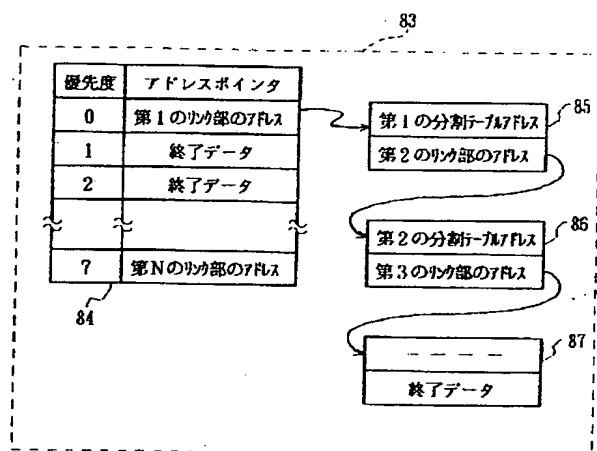 83
優先度 アドレスポインタ
0 第1のリンク部のアドレス
1 終了データ
2 終了データ
7 第Nのリンク部のアドレス
84
第1の分割テーブルアドレス
第2のリンク部のアドレス
85
第2の分割テーブルアドレス
第3のリンク部のアドレス
86
----
終了データ
87